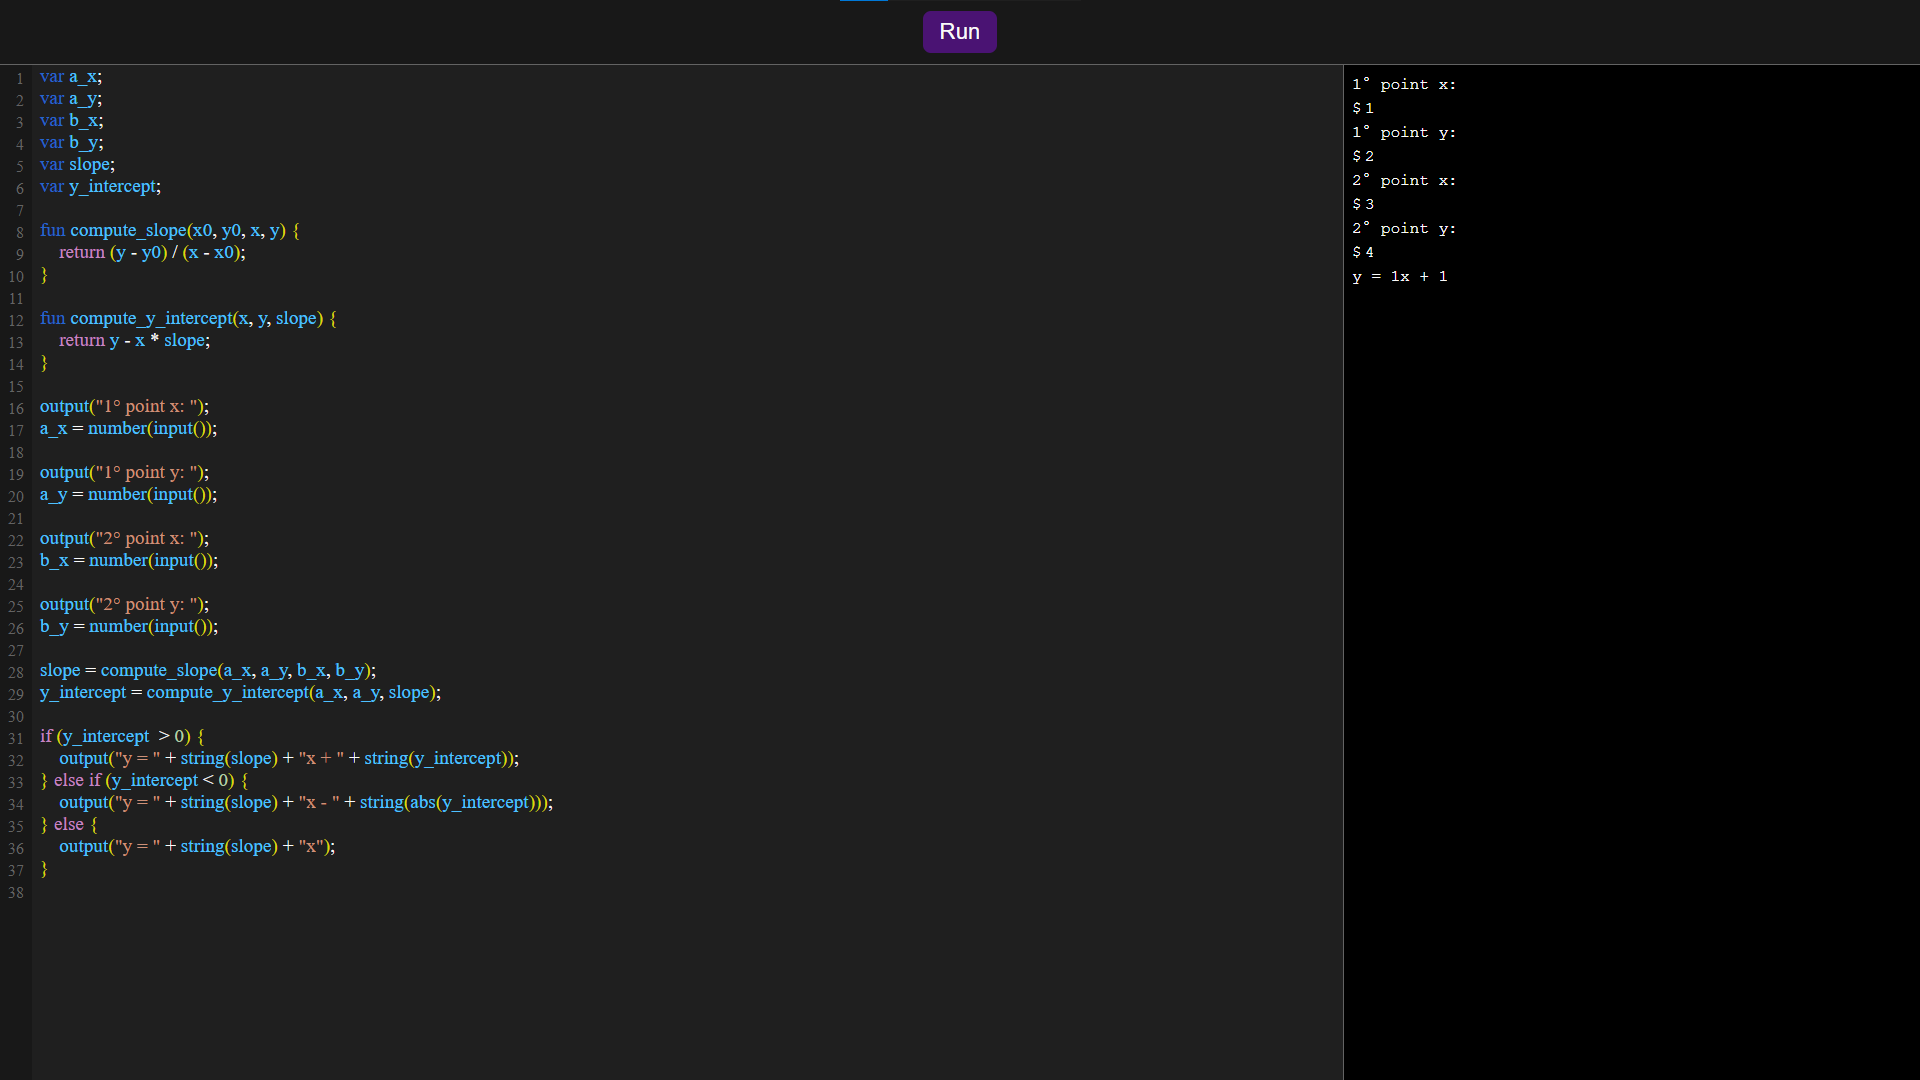 Run
1 var a_x;
2 var a_y;
3 var b_x;
4 var b_y;
5 var slope;
6 var y_intercept;
7
8 fun compute_slope(x0, y0, x, y) {
9     return (y - y0) / (x - x0);
10 }
11
12 fun compute_y_intercept(x, y, slope) {
13     return y - x * slope;
14 }
15
16 output("1° point x: ");
17 a_x = number(input());
18
19 output("1° point y: ");
20 a_y = number(input());
21
22 output("2° point x: ");
23 b_x = number(input());
24
25 output("2° point y: ");
26 b_y = number(input());
27
28 slope = compute_slope(a_x, a_y, b_x, b_y);
29 y_intercept = compute_y_intercept(a_x, a_y, slope);
30
31 if (y_intercept  > 0) {
32     output("y = " + string(slope) + "x + " + string(y_intercept));
33 } else if (y_intercept < 0) {
34     output("y = " + string(slope) + "x - " + string(abs(y_intercept)));
35 } else {
36     output("y = " + string(slope) + "x");
37 }
38
1° point x:
$1
1° point y:
$2
2° point x:
$3
2° point y:
$4
y = 1x + 1